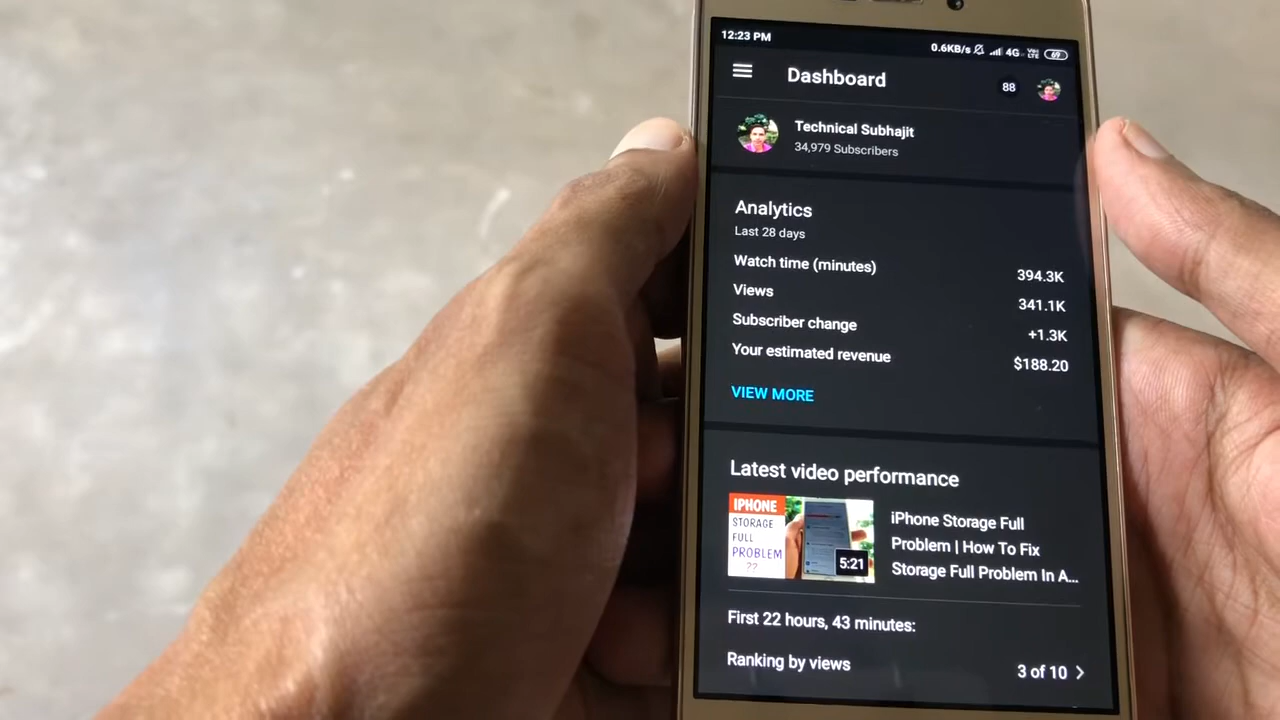 12:23 PM
0.6KB/s 4G Vo LTE 69
Dashboard
88
Technical Subhajit
34,979 Subscribers
Analytics
Last 28 days
Watch time (minutes) 394.3K
Views 341.1K
Subscriber change +1.3K
Your estimated revenue $188.20
VIEW MORE
Latest video performance
IPHONE
STORAGE
FULL
PROBLEM
??
5:21
iPhone Storage Full
Problem | How To Fix
Storage Full Problem In A...
First 22 hours, 43 minutes:
Ranking by views 3 of 10